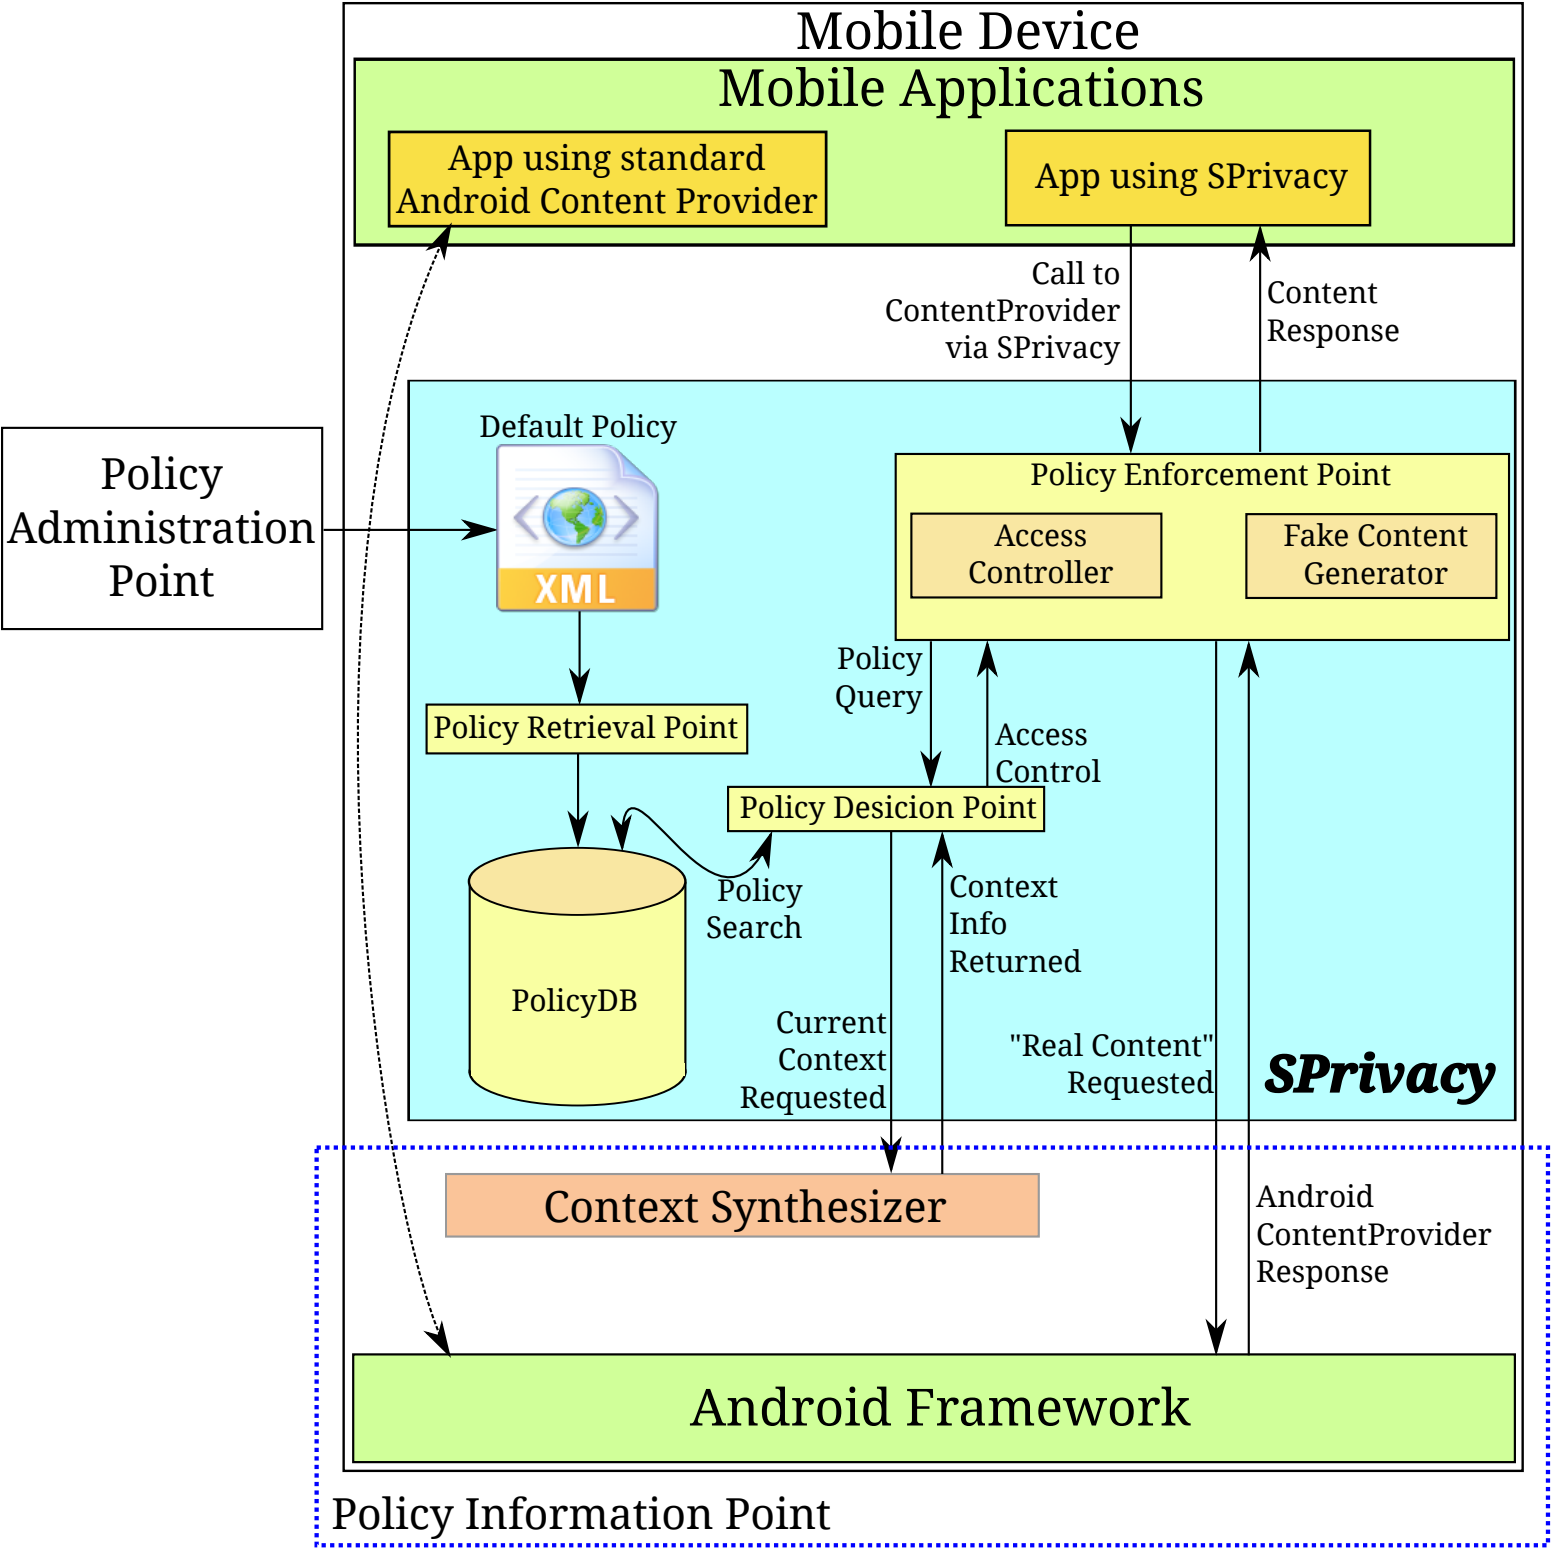 Mobile Device
Mobile Applications
App using standard
Android Content Provider
App using SPrivacy
Call to
ContentProvider
via SPrivacy
Content
Response
Policy
Administration
Point
Default Policy
XML
Policy Enforcement Point
Access
Controller
Fake Content
Generator
Policy
Query
Access
Control
Policy Retrieval Point
Policy Desicion Point
Policy
Search
PolicyDB
Context
Info
Returned
Current
Context
Requested
"Real Content"
Requested
SPrivacy
Context Synthesizer
Android
ContentProvider
Response
Android Framework
Policy Information Point